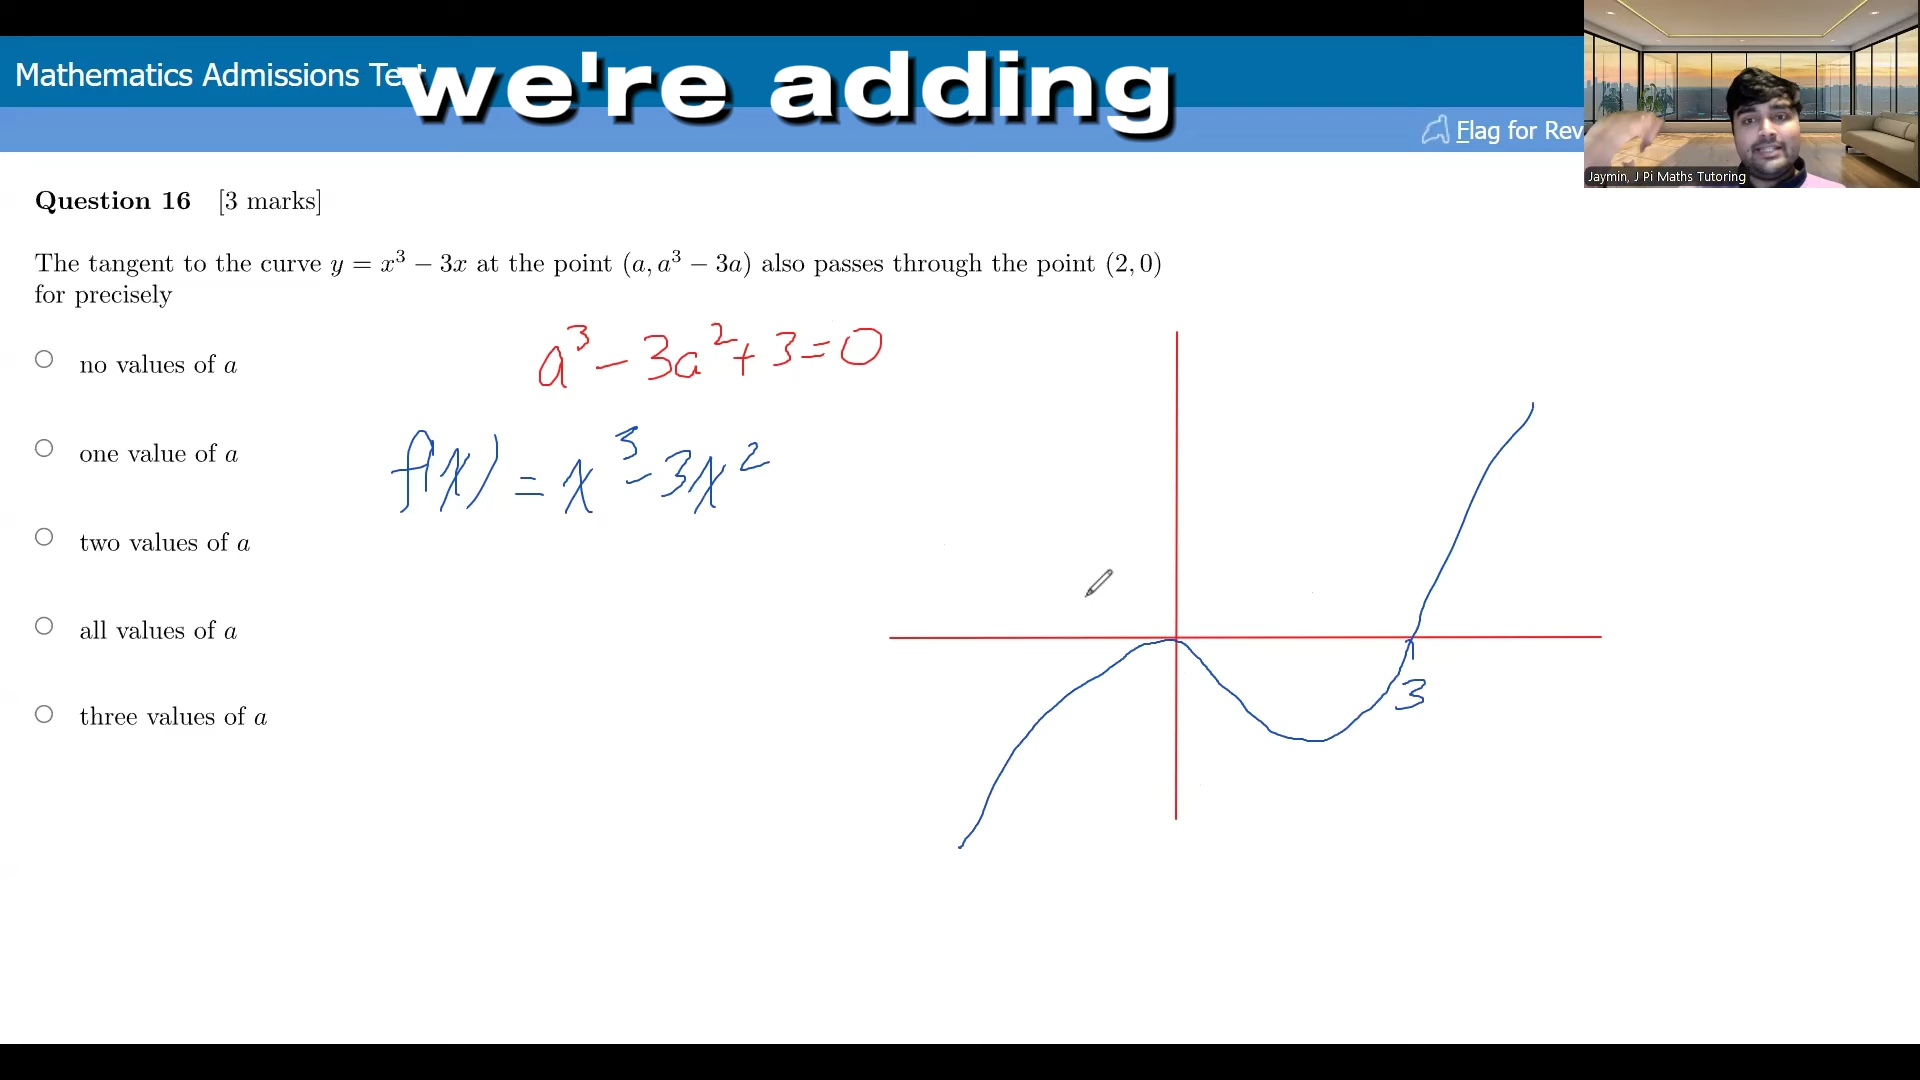 Mathematics Admissions Test
we're adding
Flag for Rev
Jaymin, J Pi Maths Tutoring
Question 16 [3 marks]
The tangent to the curve y = x³ − 3x at the point (a, a³ − 3a) also passes through the point (2, 0)
for precisely
a³ − 3a² + 3 = 0
no values of a
f(x) = x³ − 3x²
one value of a
two values of a
all values of a
3
three values of a